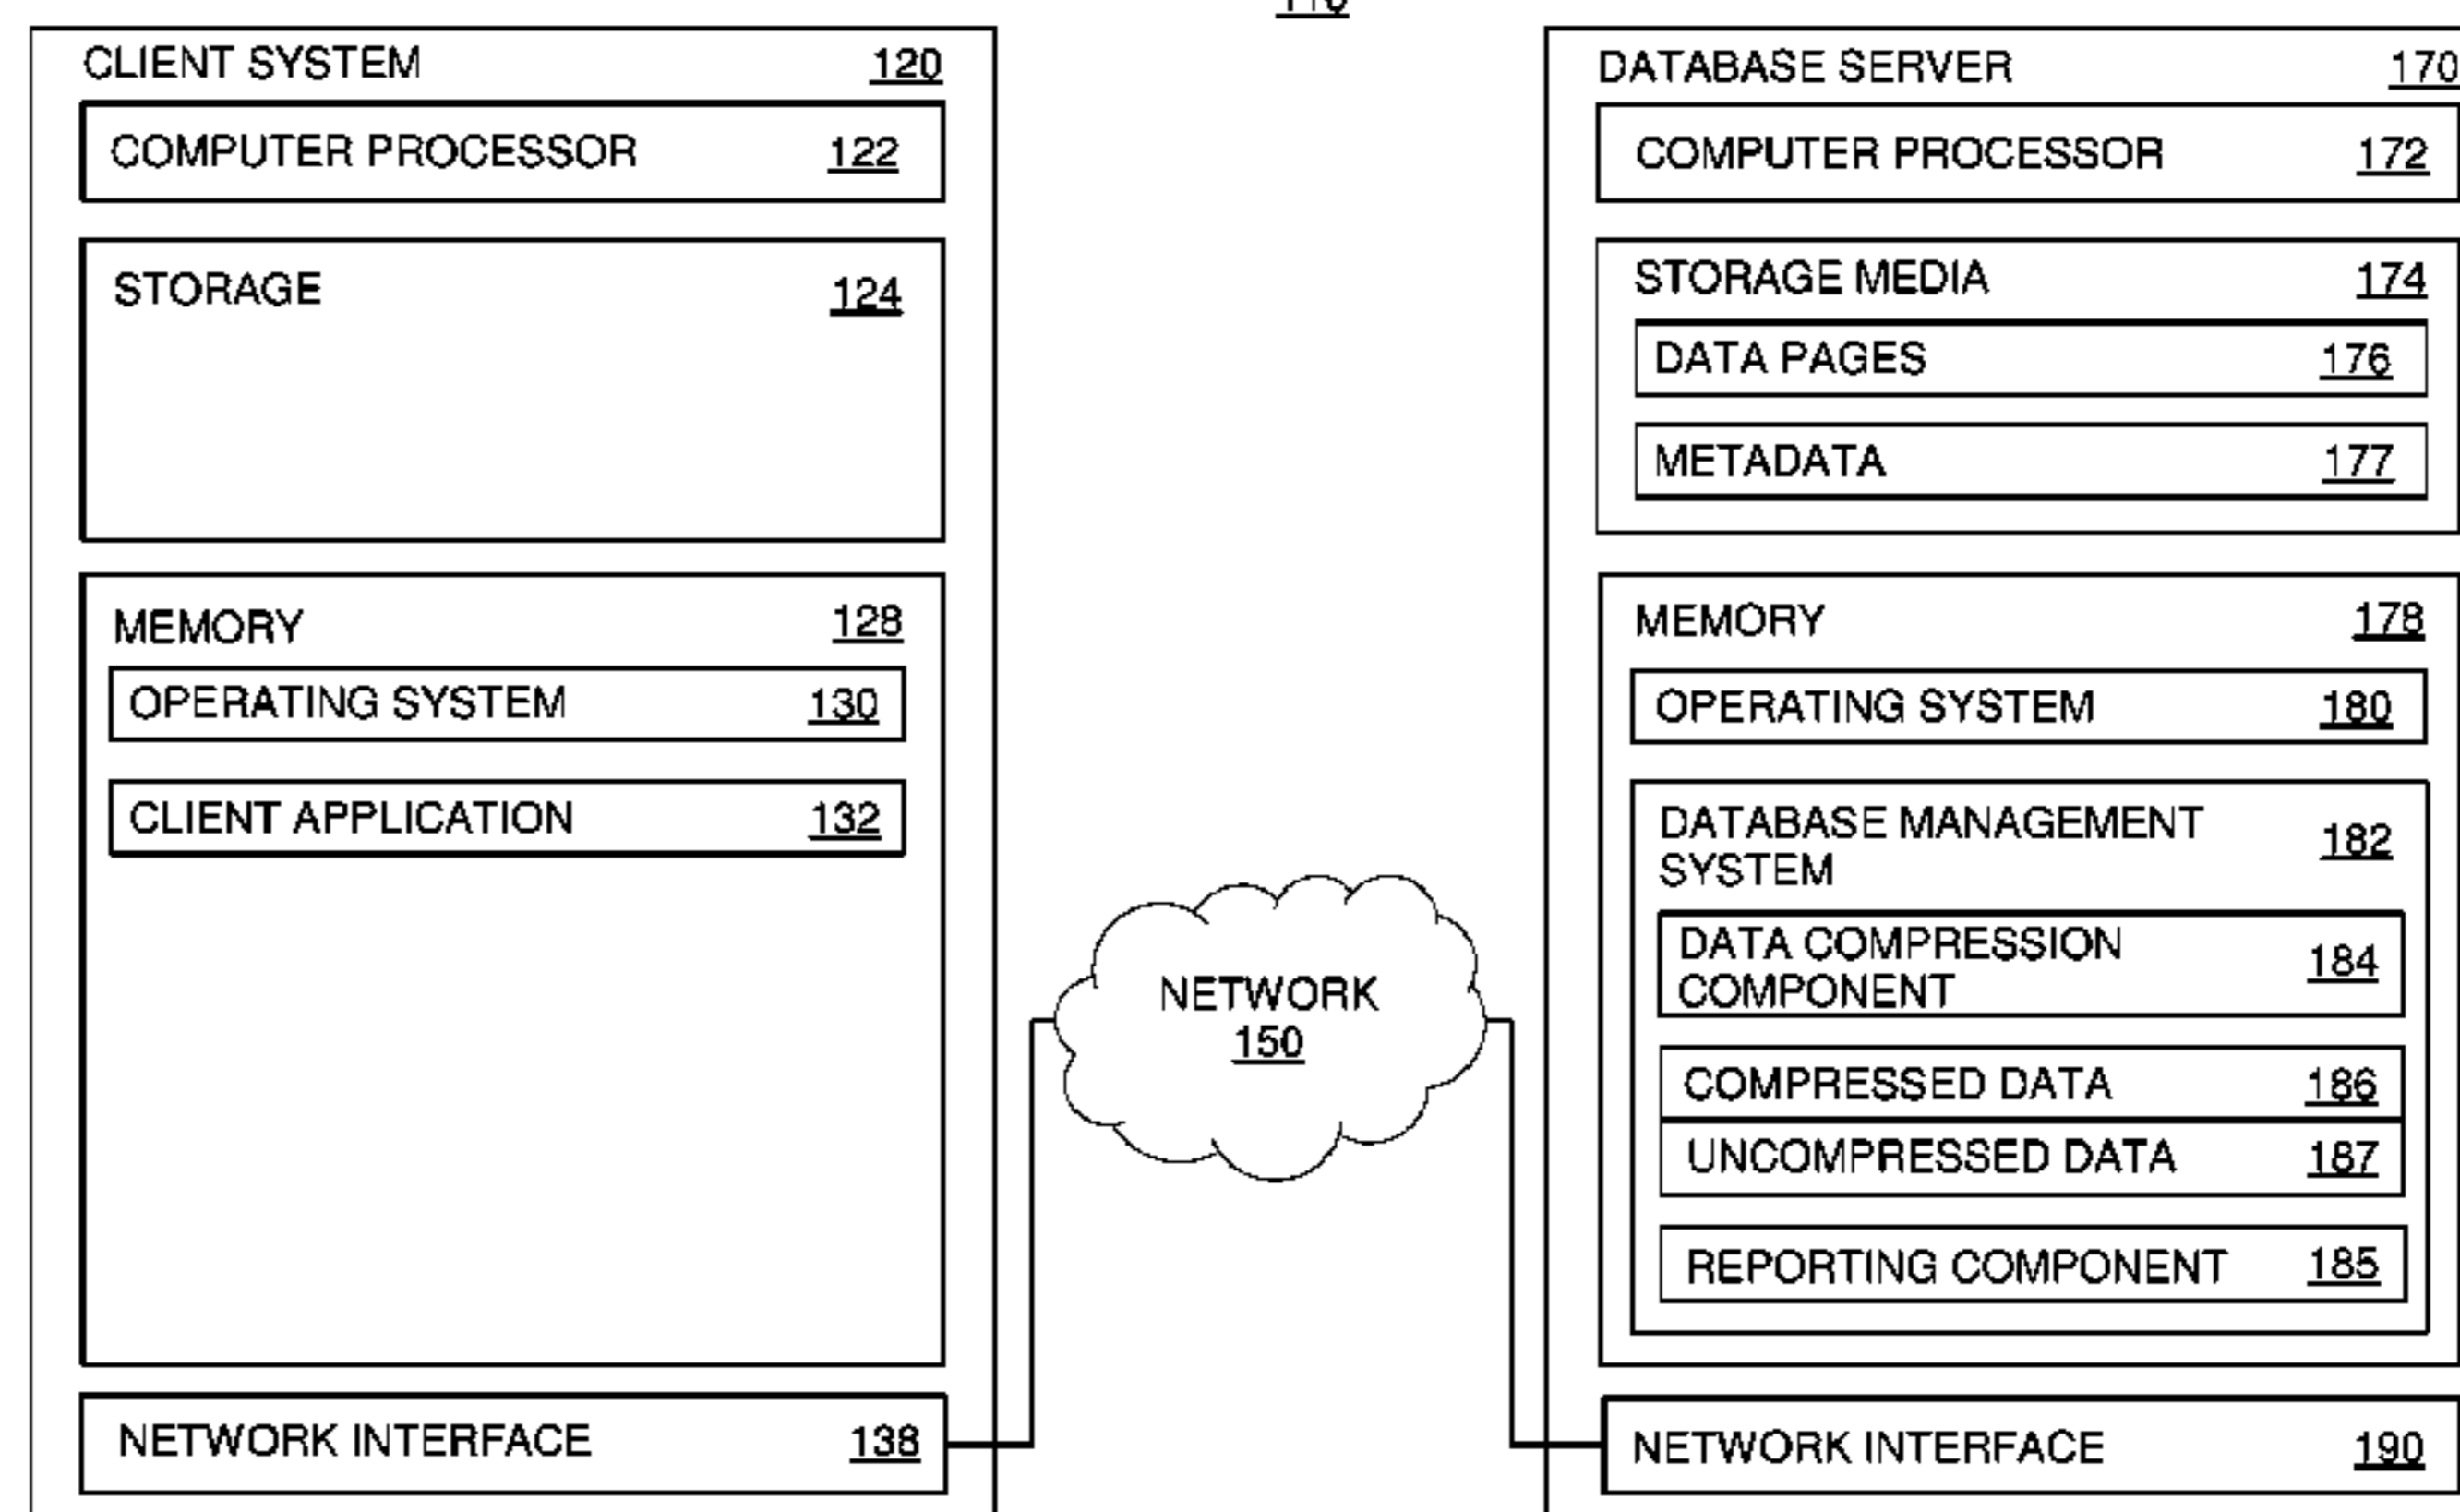 CLIENT SYSTEM 120
COMPUTER PROCESSOR 122
STORAGE 124
MEMORY 128
OPERATING SYSTEM 130
CLIENT APPLICATION 132
NETWORK INTERFACE 138
NETWORK
150
DATABASE SERVER 170
COMPUTER PROCESSOR 172
STORAGE MEDIA 174
DATA PAGES 176
METADATA 177
MEMORY 178
OPERATING SYSTEM 180
DATABASE MANAGEMENT
SYSTEM 182
DATA COMPRESSION
COMPONENT 184
COMPRESSED DATA 186
UNCOMPRESSED DATA 187
REPORTING COMPONENT 185
NETWORK INTERFACE 190